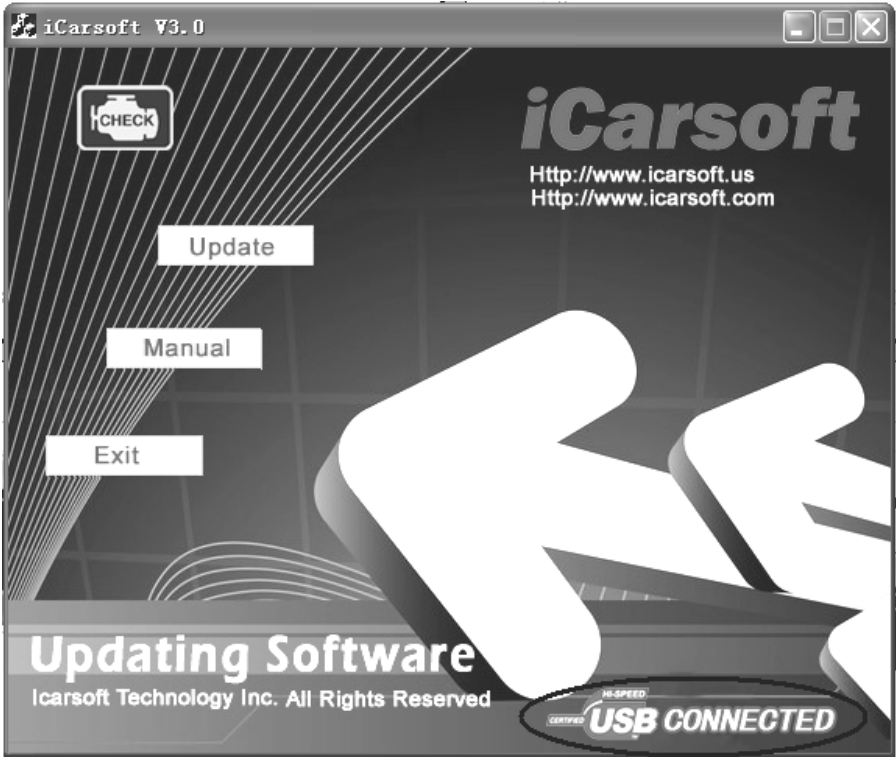 iCarsoft V3.0
CHECK
iCarsoft
Http://www.icarsoft.us
Http://www.icarsoft.com
Update
Manual
Exit
Updating Software
Icarsoft Technology Inc. All Rights Reserved
HI-SPEED
CERTIFIED USB CONNECTED